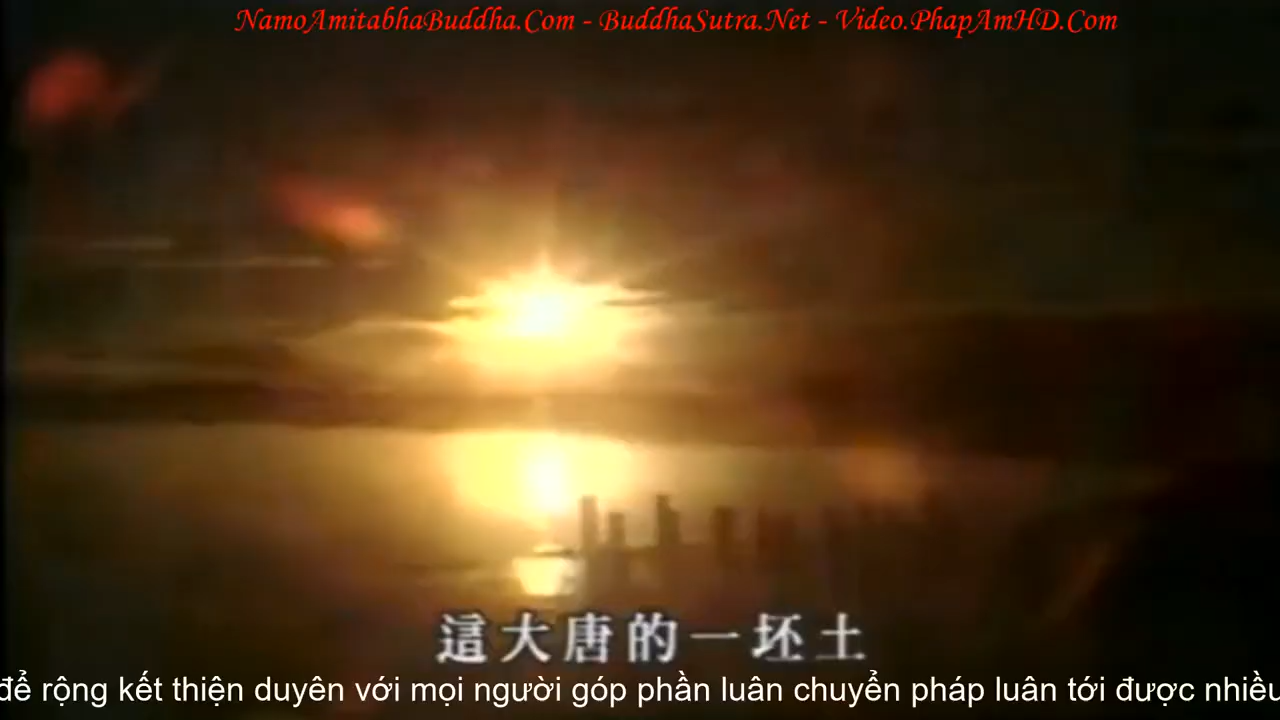 NamoAmitabhaBuddha.Com - BuddhaSutra.Net - Video.PhapAmHD.Com
這大唐的一坯土
để rộng kết thiện duyên với mọi người góp phần luân chuyển pháp luân tới được nhiều